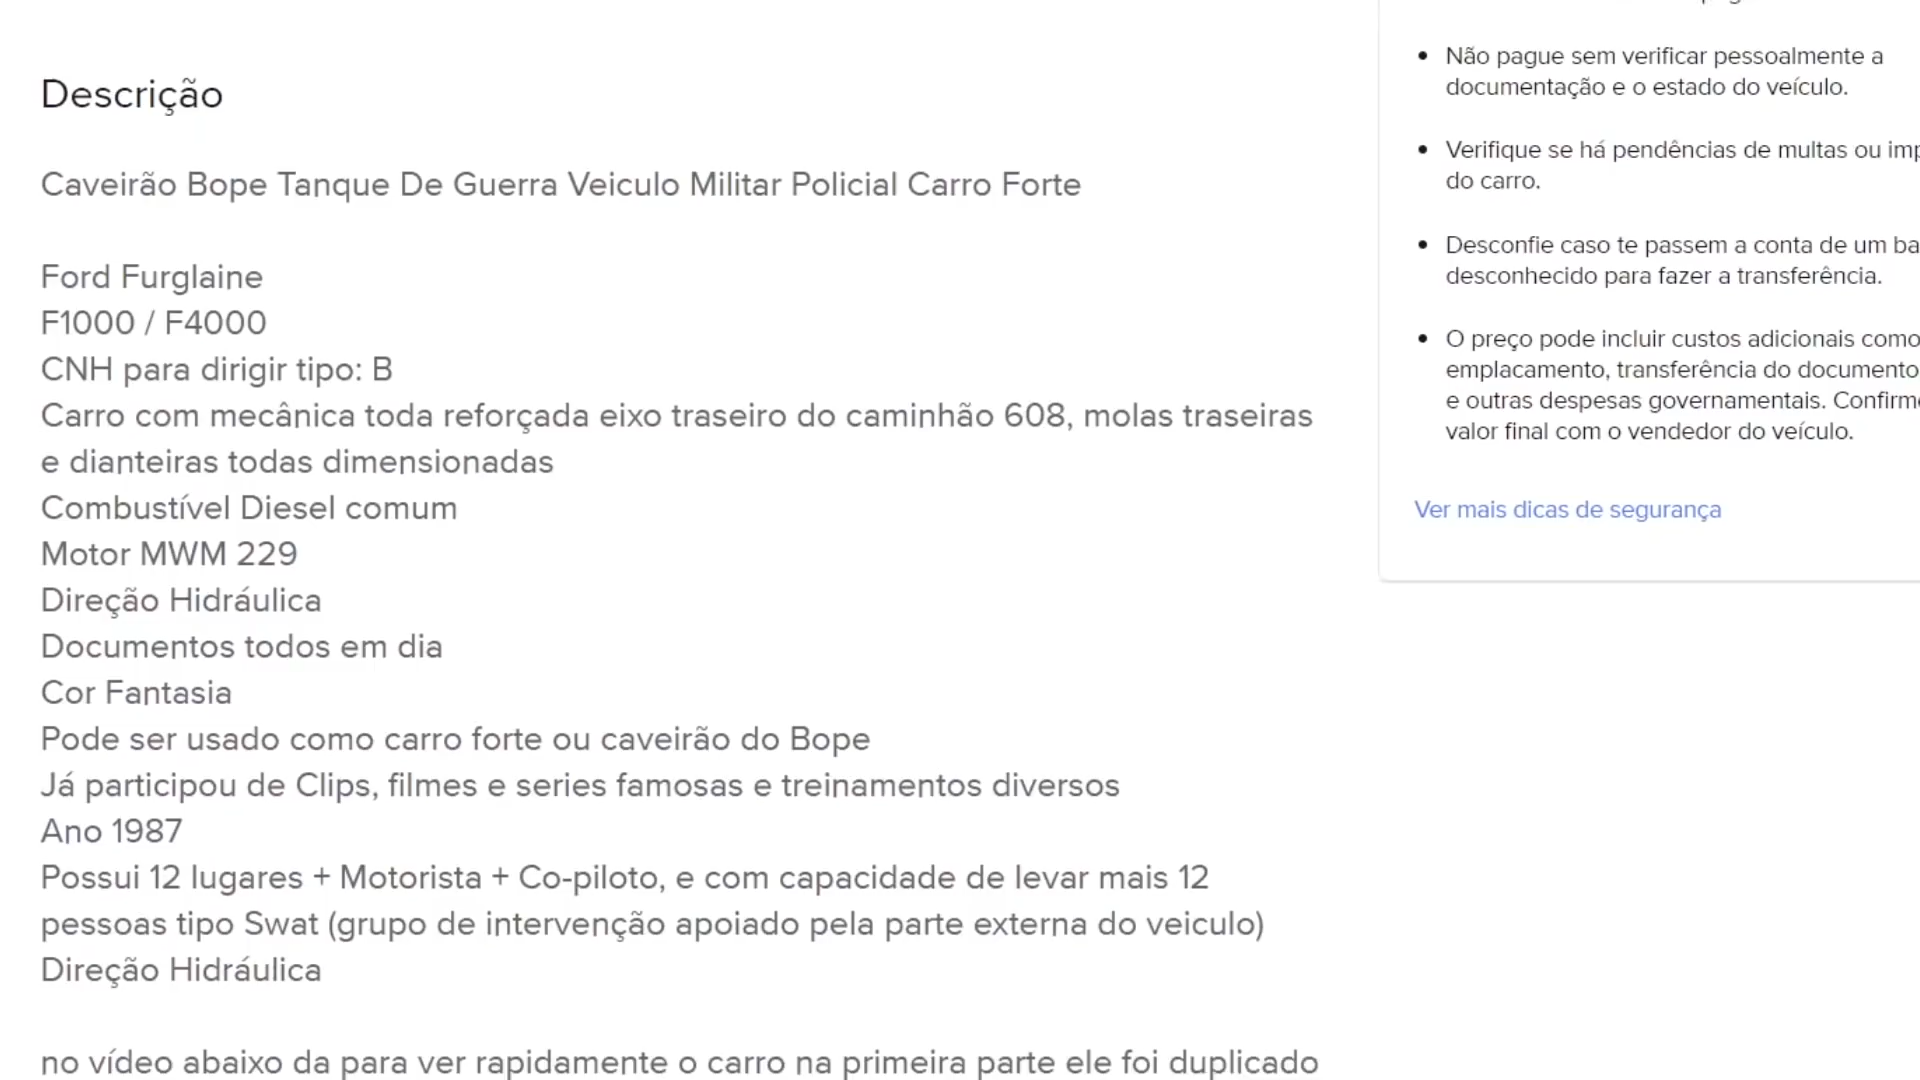 Descrição
Caveirão Bope Tanque De Guerra Veiculo Militar Policial Carro Forte
Ford Furglaine
F1000 / F4000
CNH para dirigir tipo: B
Carro com mecânica toda reforçada eixo traseiro do caminhão 608, molas traseiras
e dianteiras todas dimensionadas
Combustível Diesel comum
Motor MWM 229
Direção Hidráulica
Documentos todos em dia
Cor Fantasia
Pode ser usado como carro forte ou caveirão do Bope
Já participou de Clips, filmes e series famosas e treinamentos diversos
Ano 1987
Possui 12 lugares + Motorista + Co-piloto, e com capacidade de levar mais 12
pessoas tipo Swat (grupo de intervenção apoiado pela parte externa do veiculo)
Direção Hidráulica
no vídeo abaixo da para ver rapidamente o carro na primeira parte ele foi duplicado
• Não pague sem verificar pessoalmente a
documentação e o estado do veículo.
• Verifique se há pendências de multas ou
do carro.
• Desconfie caso te passem a conta de um
desconhecido para fazer a transferência.
• O preço pode incluir custos adicionais como
emplacamento, transferência do documento
e outras despesas governamentais.
valor final com o vendedor do veículo.
Ver mais dicas de segurança